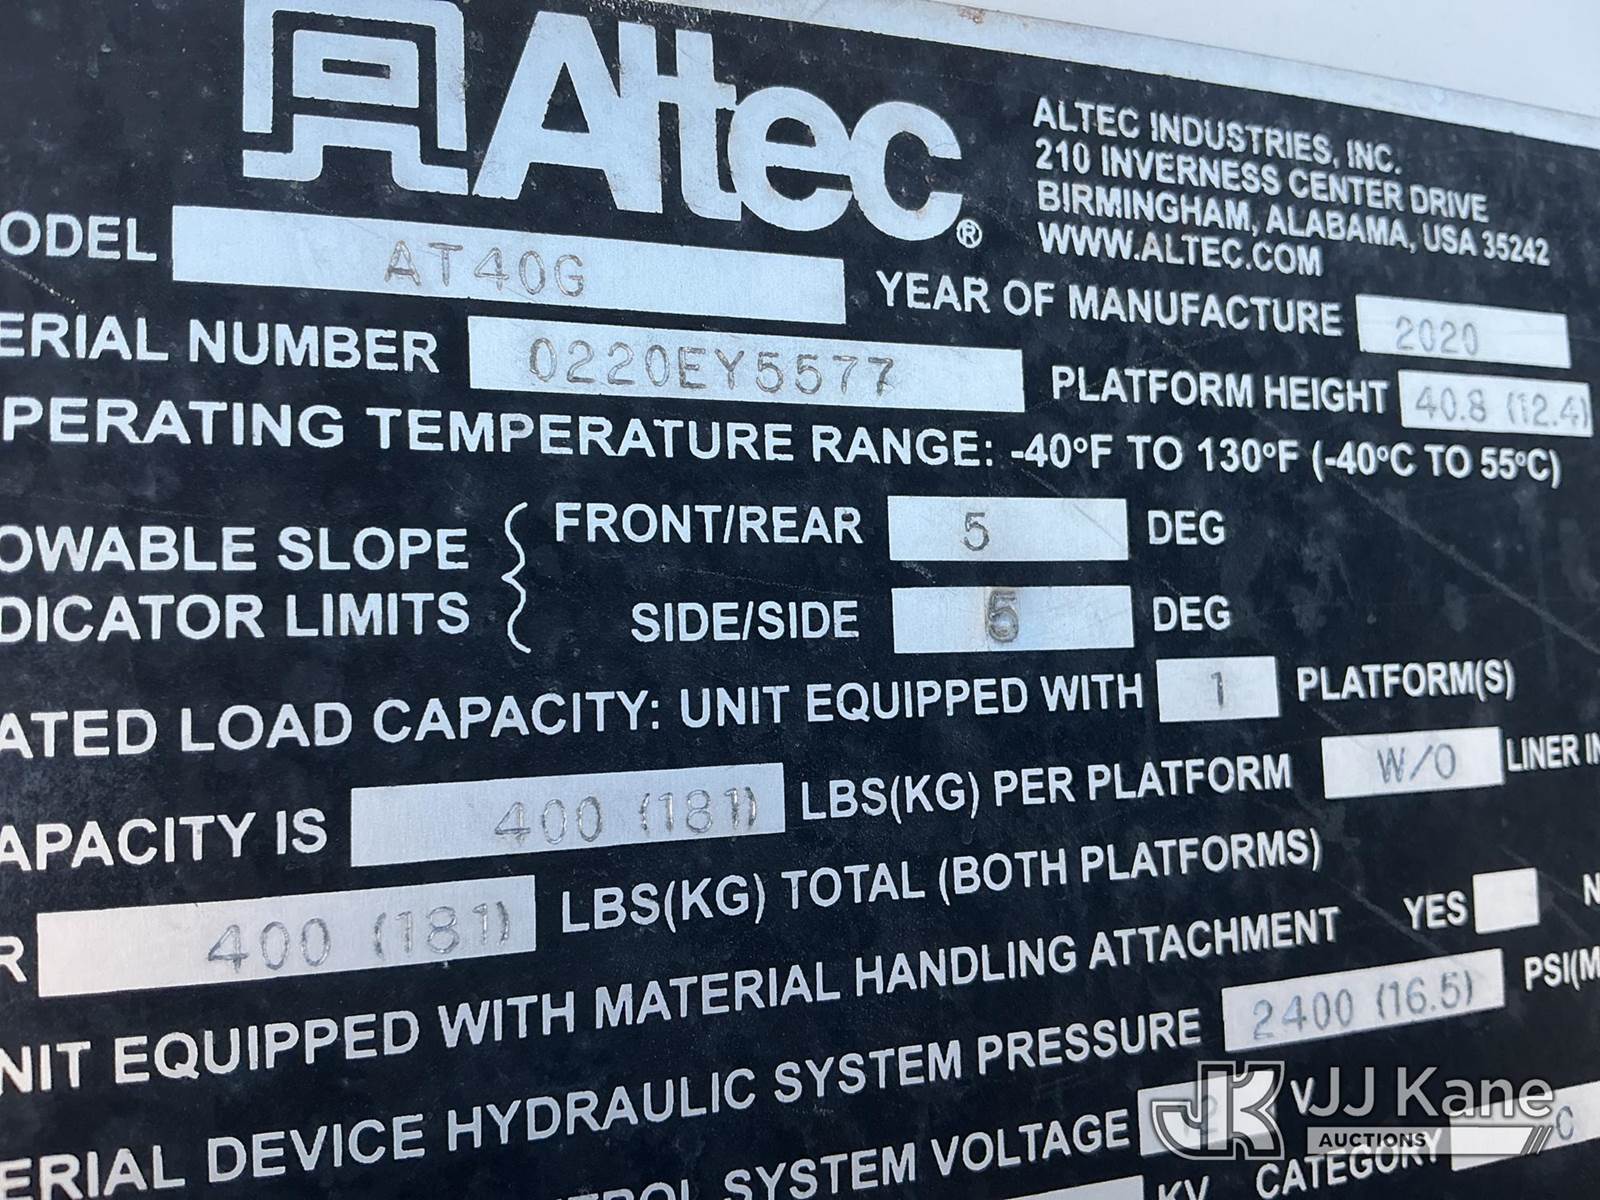 Altec®
ALTEC INDUSTRIES, INC.
210 INVERNESS CENTER DRIVE
BIRMINGHAM, ALABAMA, USA 35242
WWW.ALTEC.COM
ODEL AT40G YEAR OF MANUFACTURE 2020
ERIAL NUMBER 0220EY5577 PLATFORM HEIGHT 40.8 (12.4)
PERATING TEMPERATURE RANGE: -40°F TO 130°F (-40°C TO 55°C)
OWABLE SLOPE FRONT/REAR 5 DEG
DICATOR LIMITS SIDE/SIDE 5 DEG
ATED LOAD CAPACITY: UNIT EQUIPPED WITH 1 PLATFORM(S)
APACITY IS 400 (181) LBS(KG) PER PLATFORM W/O LINER IN
R 400 (181) LBS(KG) TOTAL (BOTH PLATFORMS)
NIT EQUIPPED WITH MATERIAL HANDLING ATTACHMENT YES N
ERIAL DEVICE HYDRAULIC SYSTEM PRESSURE 2400 (16.5) PSI(M
TROL SYSTEM VOLTAGE 12 V
KV CATEGORY C
JK JJ Kane
AUCTIONS